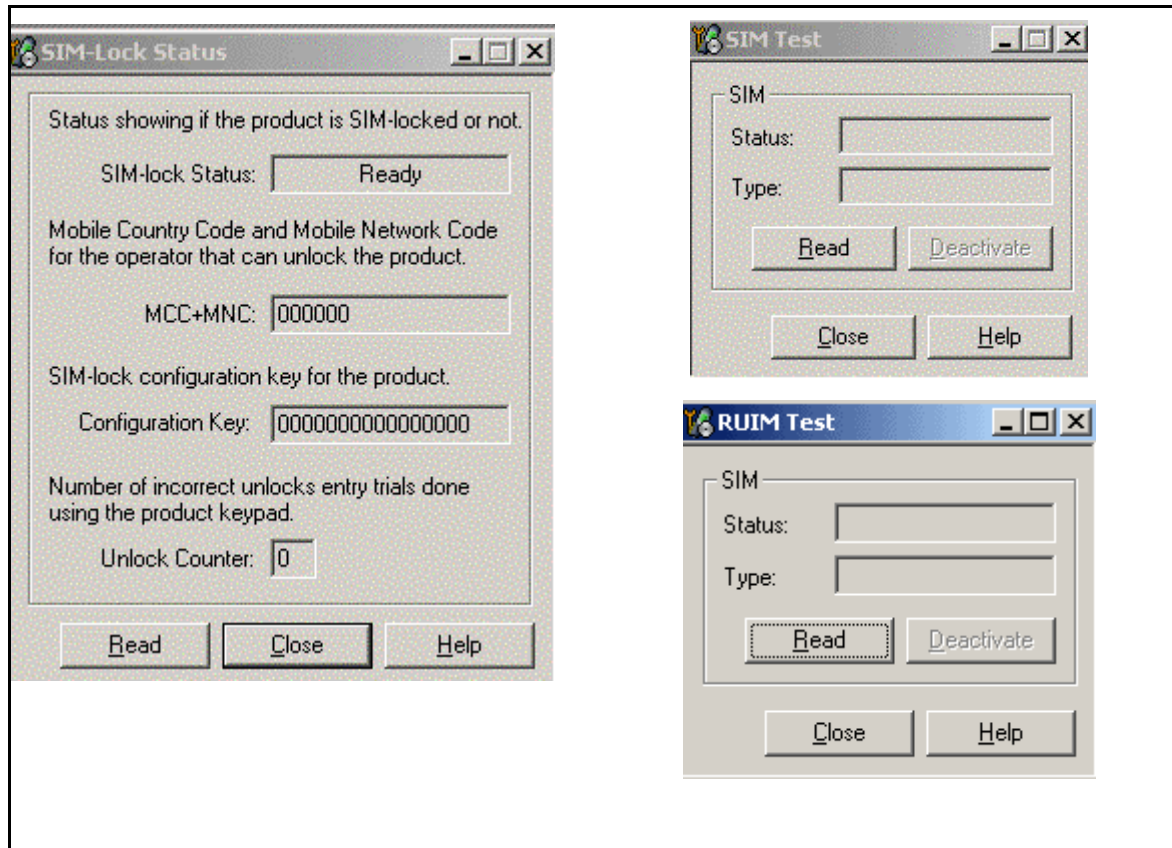 SIM-Lock Status
Status showing if the product is SIM-locked or not.
SIM-lock Status: Ready
Mobile Country Code and Mobile Network Code
for the operator that can unlock the product.
MCC+MNC: 000000
SIM-lock configuration key for the product.
Configuration Key: 0000000000000000
Number of incorrect unlocks entry trials done
using the product keypad.
Unlock Counter: 0
Read Close Help
SIM Test
SIM
Status:
Type:
Read Deactivate
Close Help
RUIM Test
SIM
Status:
Type:
Read Deactivate
Close Help